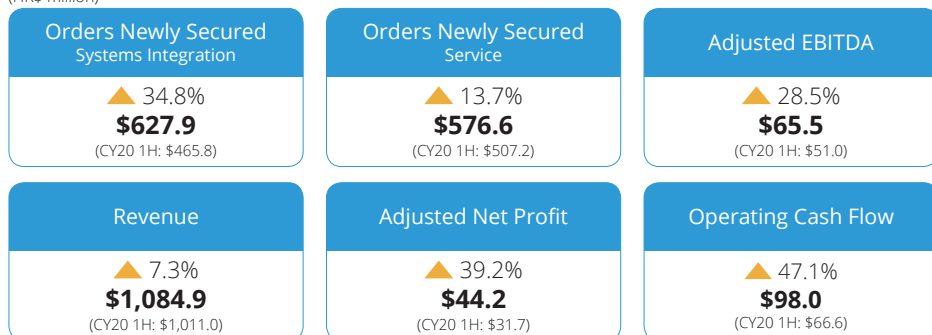 (HK$ million)
Orders Newly Secured
Systems Integration
34.8%
$627.9
(CY20 1H: $465.8)
Orders Newly Secured
Service
13.7%
$576.6
(CY20 1H: $507.2)
Adjusted EBITDA
28.5%
$65.5
(CY20 1H: $51.0)
Revenue
7.3%
$1,084.9
(CY20 1H: $1,011.0)
Adjusted Net Profit
39.2%
$44.2
(CY20 1H: $31.7)
Operating Cash Flow
47.1%
$98.0
(CY20 1H: $66.6)